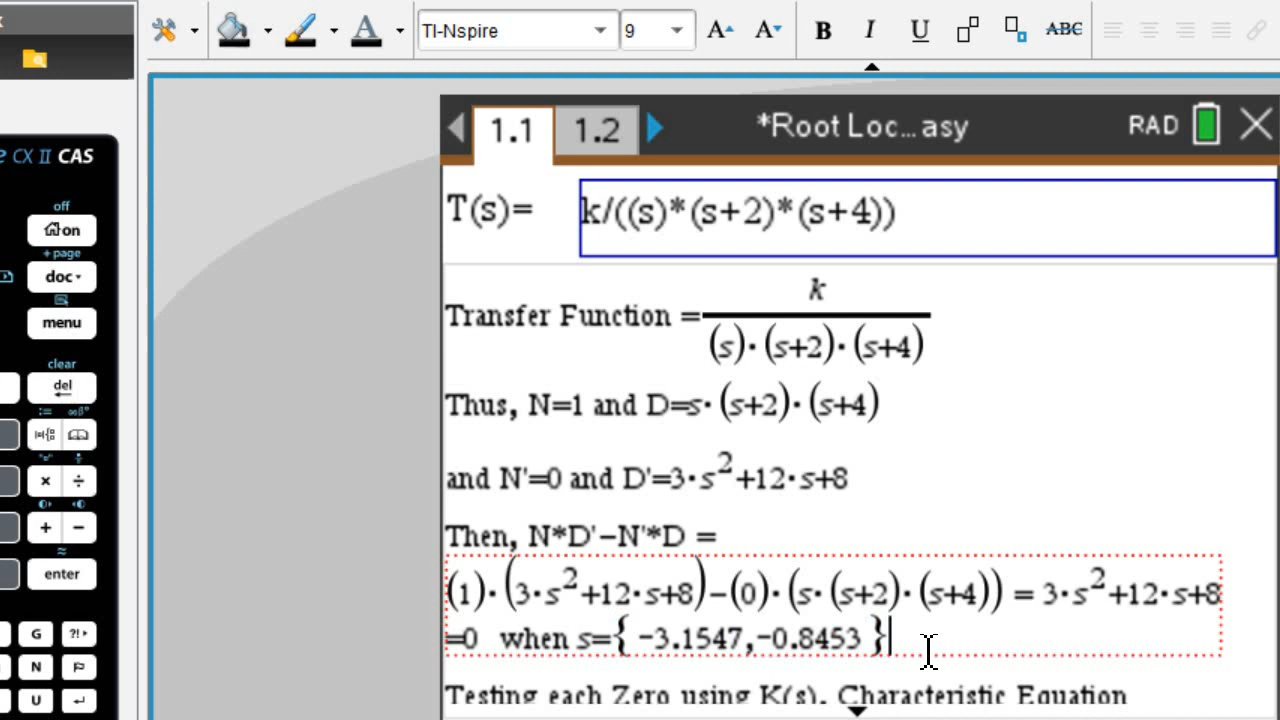 TI-Nspire 9 A A A B I U ABC
1.1 1.2 *Root Loc...asy RAD
CX II CAS
off
on
+ page
doc
menu
clear
del
enter
G ?!
N
U
T(s)= k/((s)*(s+2)*(s+4))
Transfer Function = k/((s)·(s+2)·(s+4))
Thus, N=1 and D=s·(s+2)·(s+4)
and N'=0 and D'=3·s²+12·s+8
Then, N*D'−N'*D =
(1)·(3·s²+12·s+8)−(0)·(s·(s+2)·(s+4)) = 3·s²+12·s+8
=0 when s={ −3.1547,−0.8453 }
Testing each Zero using K(s), Characteristic Equation